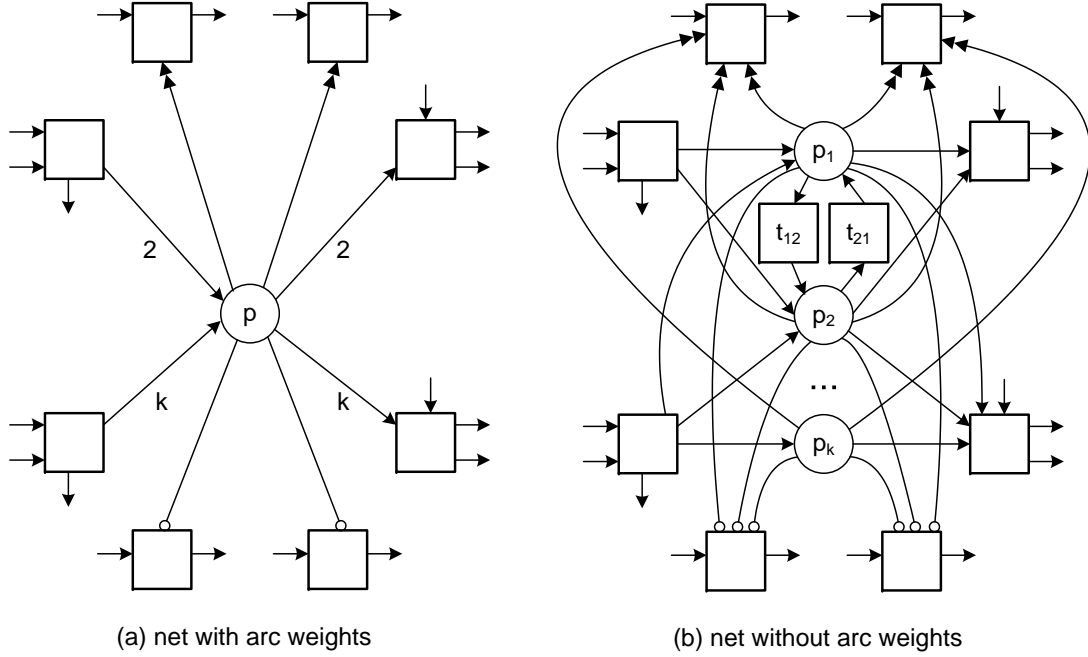 2
2
p
k
k
(a) net with arc weights
p1
t12
t21
p2
...
pk
(b) net without arc weights